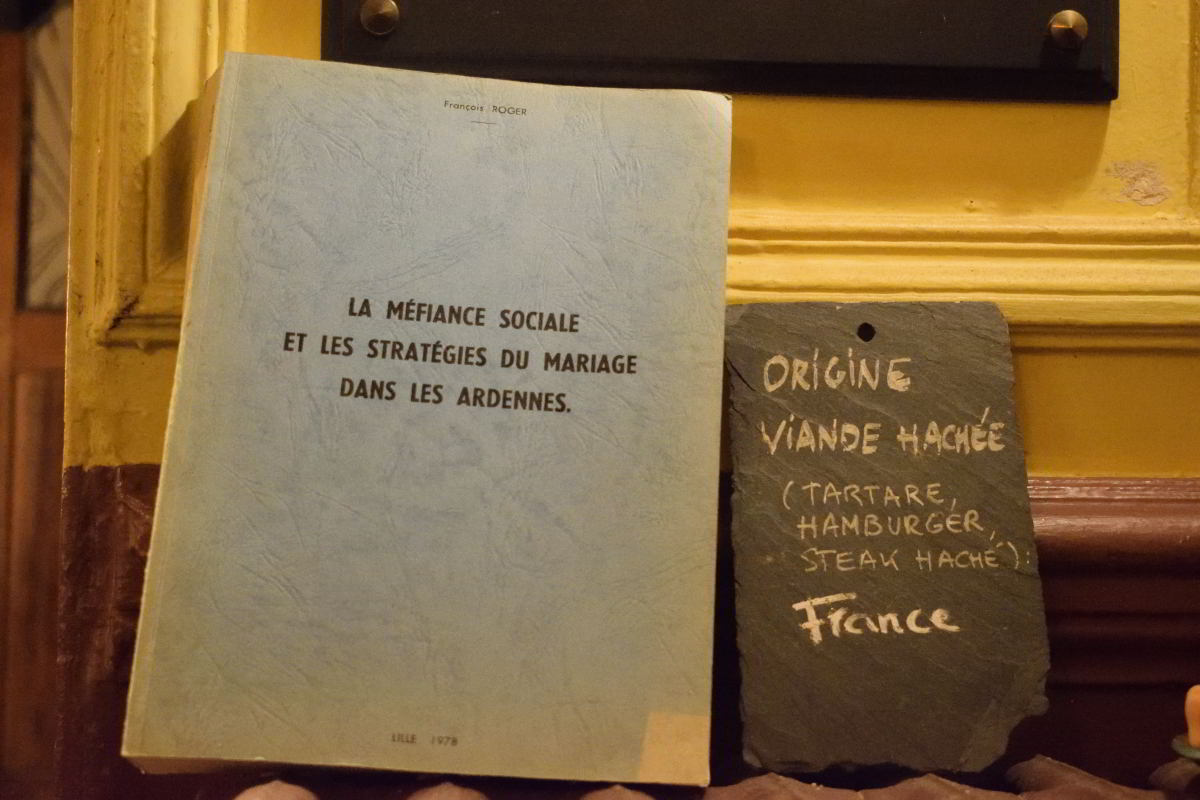 François ROGER
LA MÉFIANCE SOCIALE
ET LES STRATÉGIES DU MARIAGE
DANS LES ARDENNES.
LILLE 1978
ORIGINE
VIANDE HACHÉE
(TARTARE,
HAMBURGER,
STEAK HACHÉ):
France